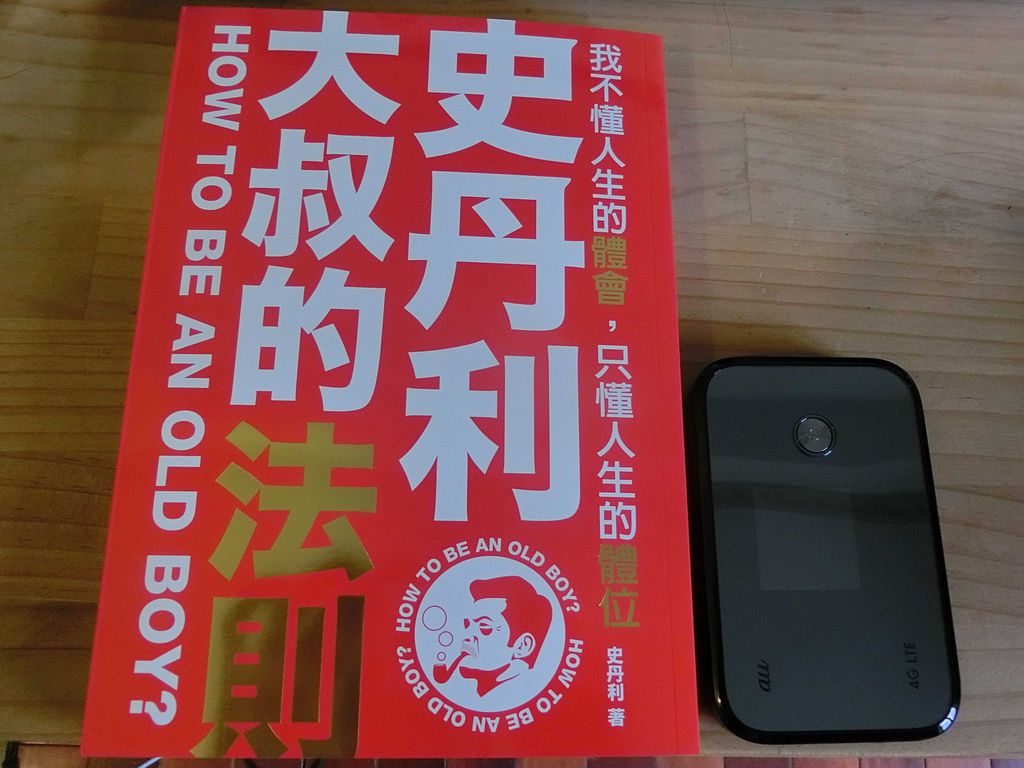 我不懂人生的體會，只懂人生的體位
史丹利 著
史丹利
大叔的法則
HOW TO BE AN OLD BOY?
HOW TO BE AN OLD BOY? HOW TO BE AN OLD BOY?
au
4G LTE